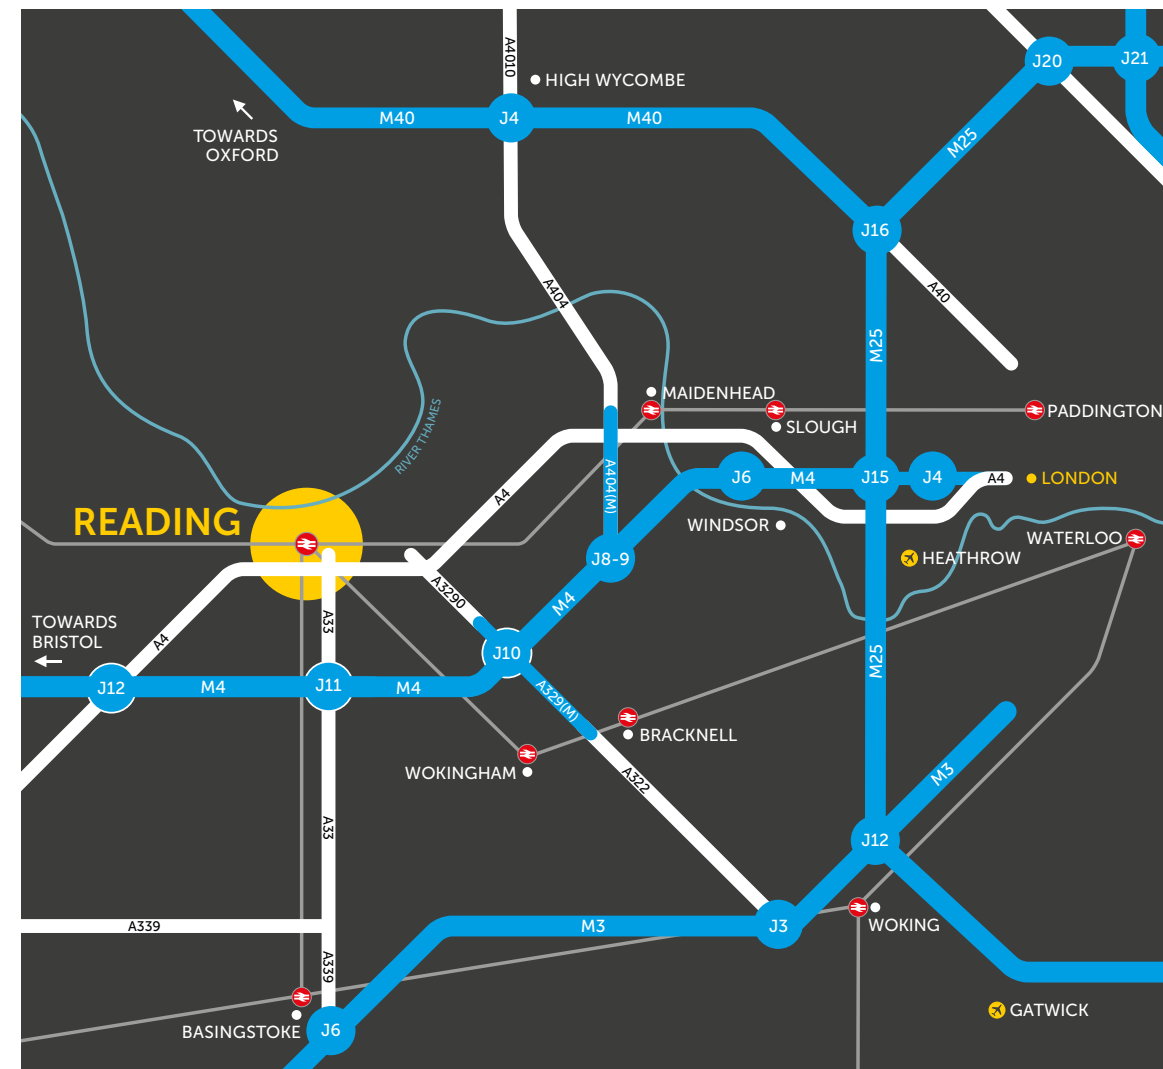 A4010
HIGH WYCOMBE
J20
J21
M40
J4
M40
TOWARDS
OXFORD
M25
J16
A404
A40
M25
MAIDENHEAD
PADDINGTON
SLOUGH
RIVER THAMES
A404(M)
J6
M4
J15
J4
A4
LONDON
A4
READING
WINDSOR
WATERLOO
J8-9
HEATHROW
A3290
M4
A33
TOWARDS
BRISTOL
A4
J10
M25
J12
M4
J11
M4
A329(M)
BRACKNELL
WOKINGHAM
A322
M3
A33
J12
A339
M3
J3
WOKING
A339
GATWICK
BASINGSTOKE
J6